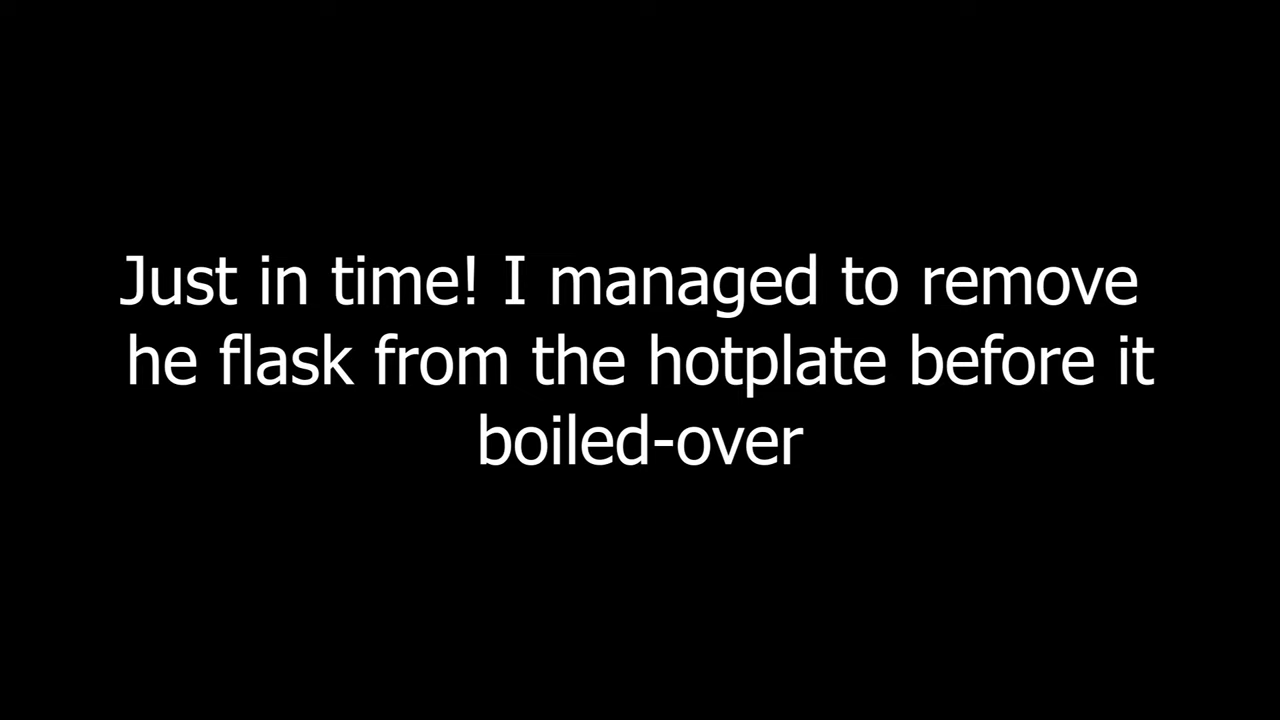 Just in time! I managed to remove
he flask from the hotplate before it
boiled-over